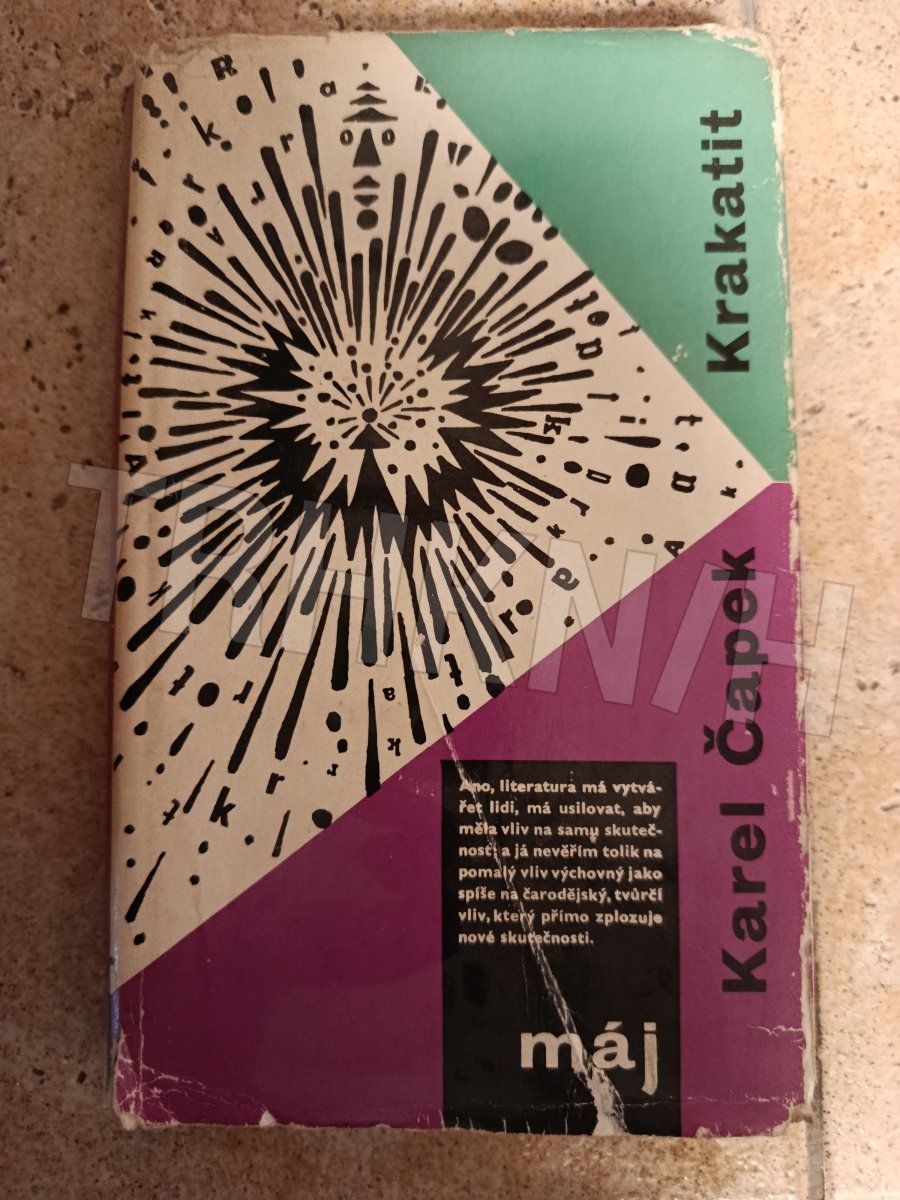 Krakatit
Karel Čapek
Ano, literatura má vytvá-
řet lidi, má usilovat, aby
měla vliv na samu skuteč-
nost; a já nevěřím tolik na
pomalý vliv výchovný jako
spíše na čarodějský, tvůrčí
vliv, který přímo zplozuje
nové skutečnosti.
máj